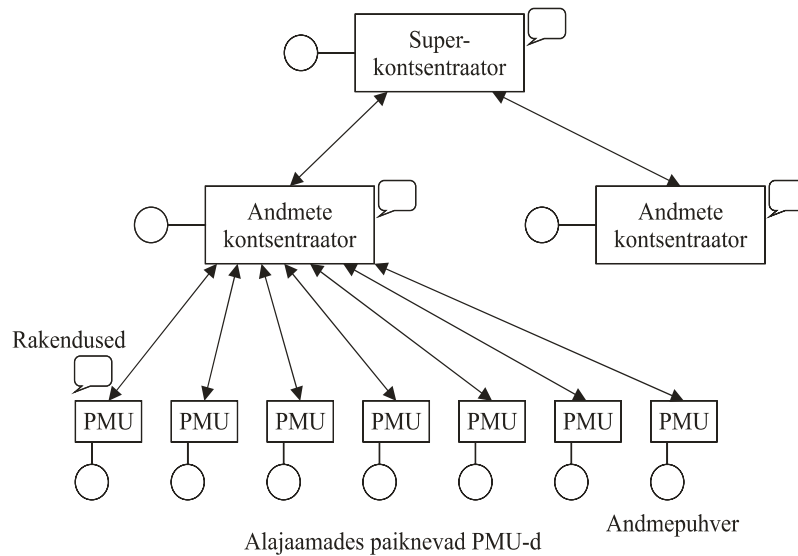 Super-
kontsentraator
Andmete
kontsentraator
Andmete
kontsentraator
Rakendused
PMU
PMU
PMU
PMU
PMU
PMU
PMU
Andmepuhver
Alajaamades paiknevad PMU-d